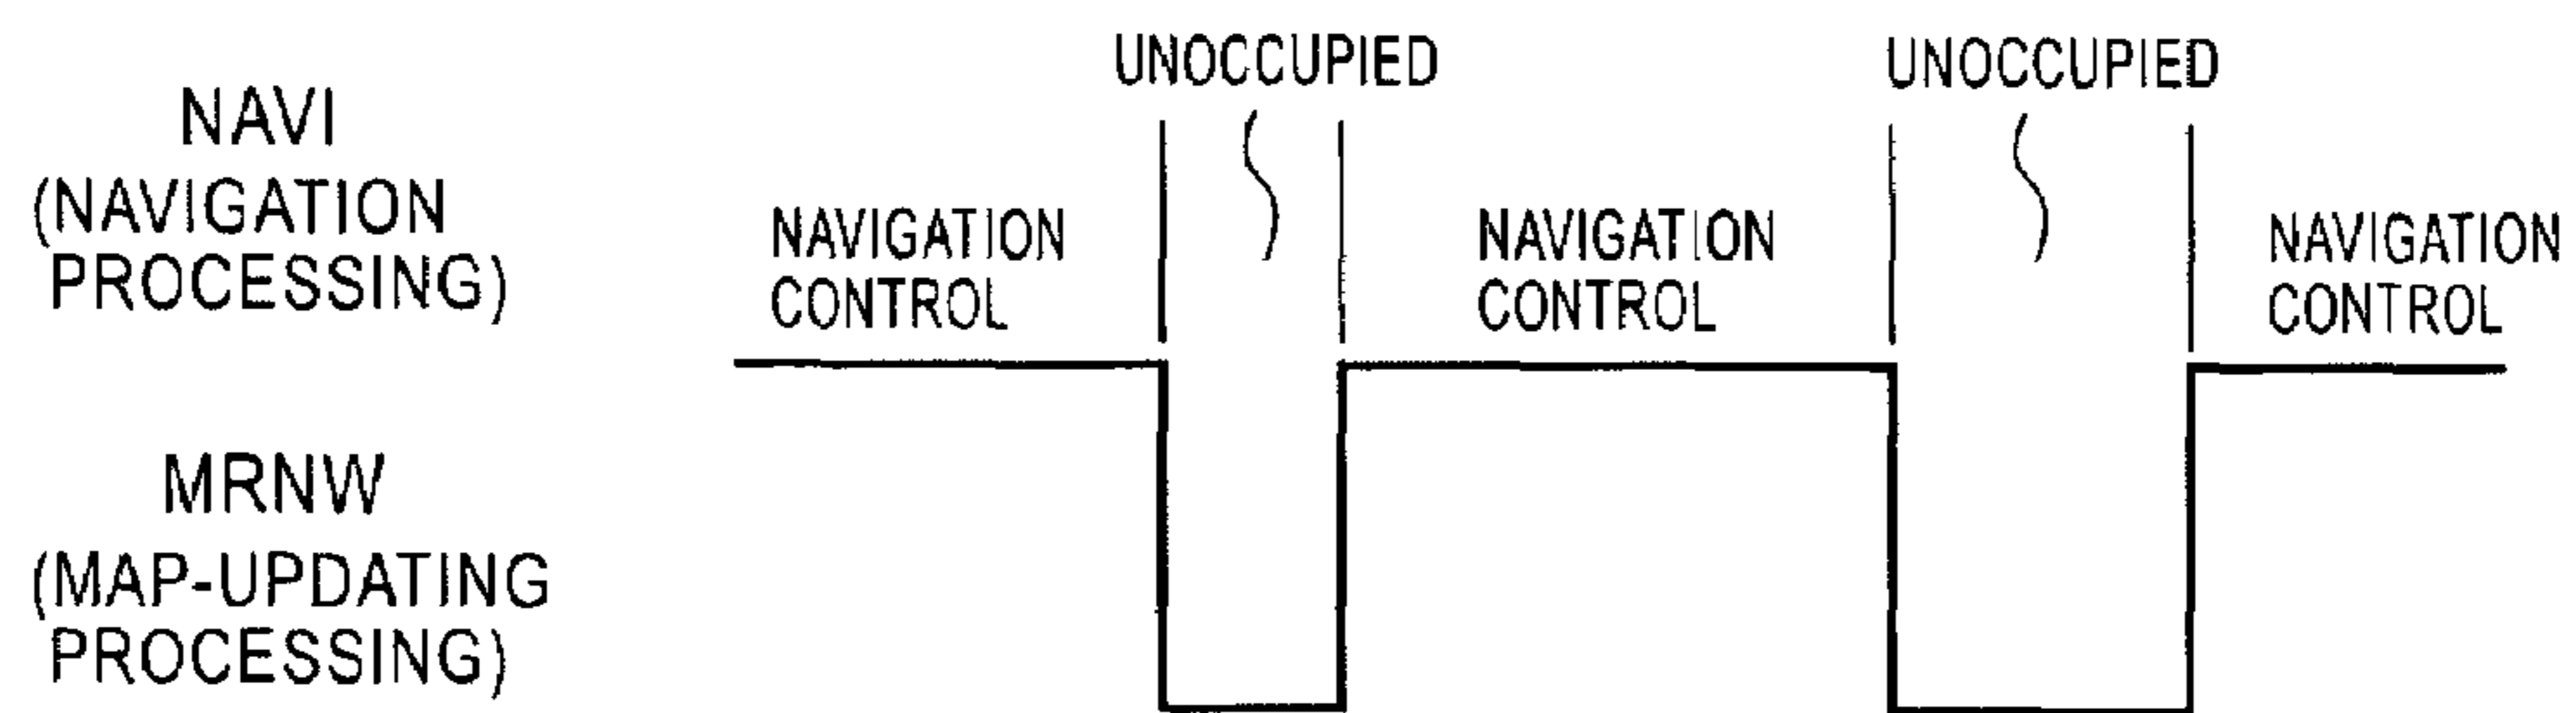 UNOCCUPIED
UNOCCUPIED
NAVI
(NAVIGATION
PROCESSING)
NAVIGATION
CONTROL
NAVIGATION
CONTROL
NAVIGATION
CONTROL
MRNW
(MAP-UPDATING
PROCESSING)